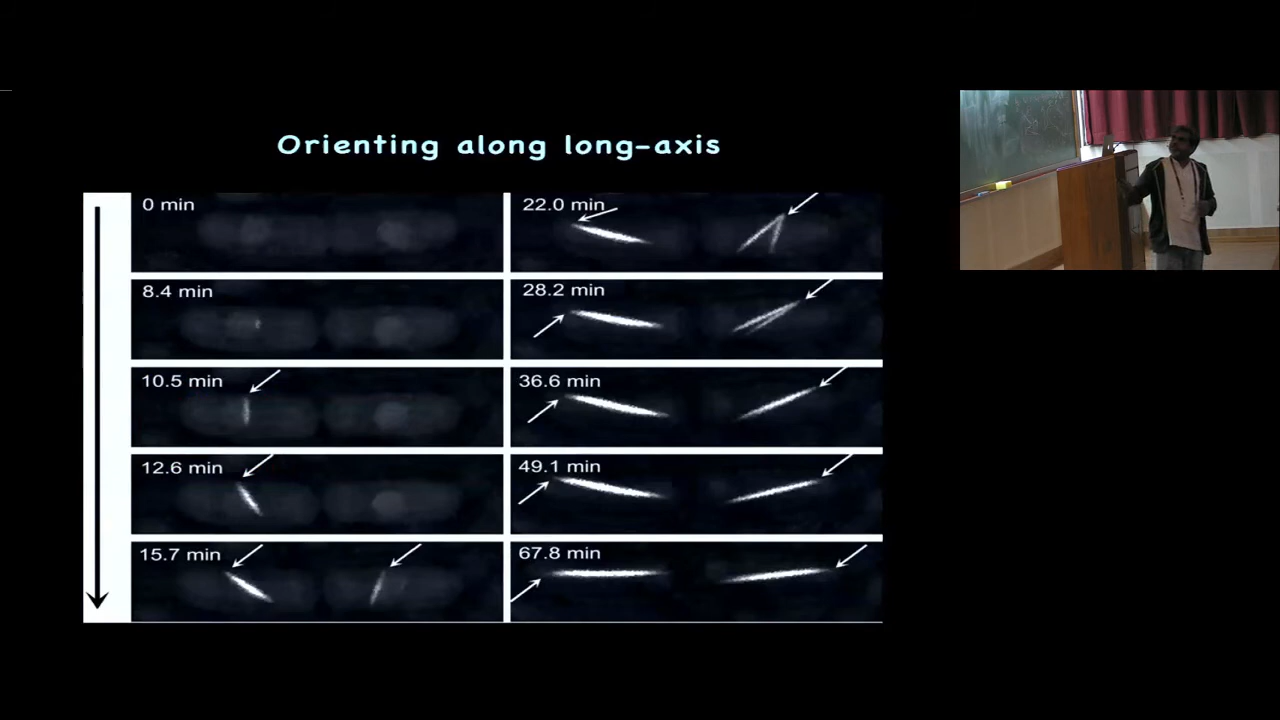 Orienting along long-axis
0 min
8.4 min
10.5 min
12.6 min
15.7 min
22.0 min
28.2 min
36.6 min
49.1 min
67.8 min